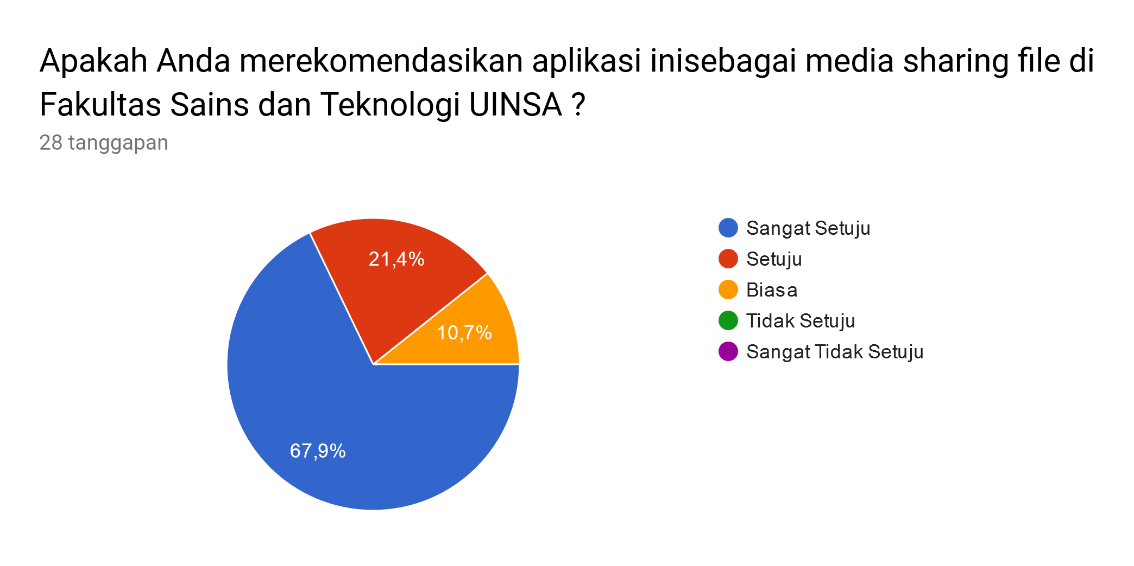 Apakah Anda merekomendasikan aplikasi inisebagai media sharing file di
Fakultas Sains dan Teknologi UINSA ?
28 tanggapan
21,4%
10,7%
67,9%
Sangat Setuju
Setuju
Biasa
Tidak Setuju
Sangat Tidak Setuju